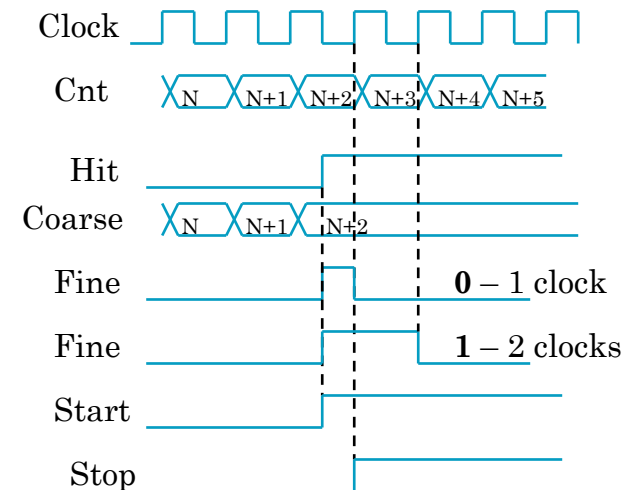 Clock
Cnt N N+1 N+2 N+3 N+4 N+5
Hit
Coarse N N+1 N+2
Fine 0 – 1 clock
Fine 1 – 2 clocks
Start
Stop